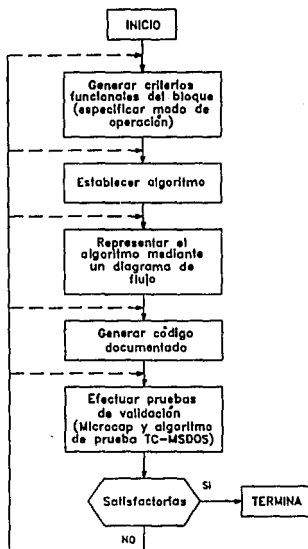 INICIO
Generar criterios
funcionales del bloque
(especificar modo de
operación)
Establecer algoritmo
Representar el
algoritmo mediante
un diagrama de
flujo
Generar código
documentado
Efectuar pruebas
de validación
(Microcap y algoritmo
de prueba TC-MSDOS)
Satisfactorias
SI
TERMINA
NO